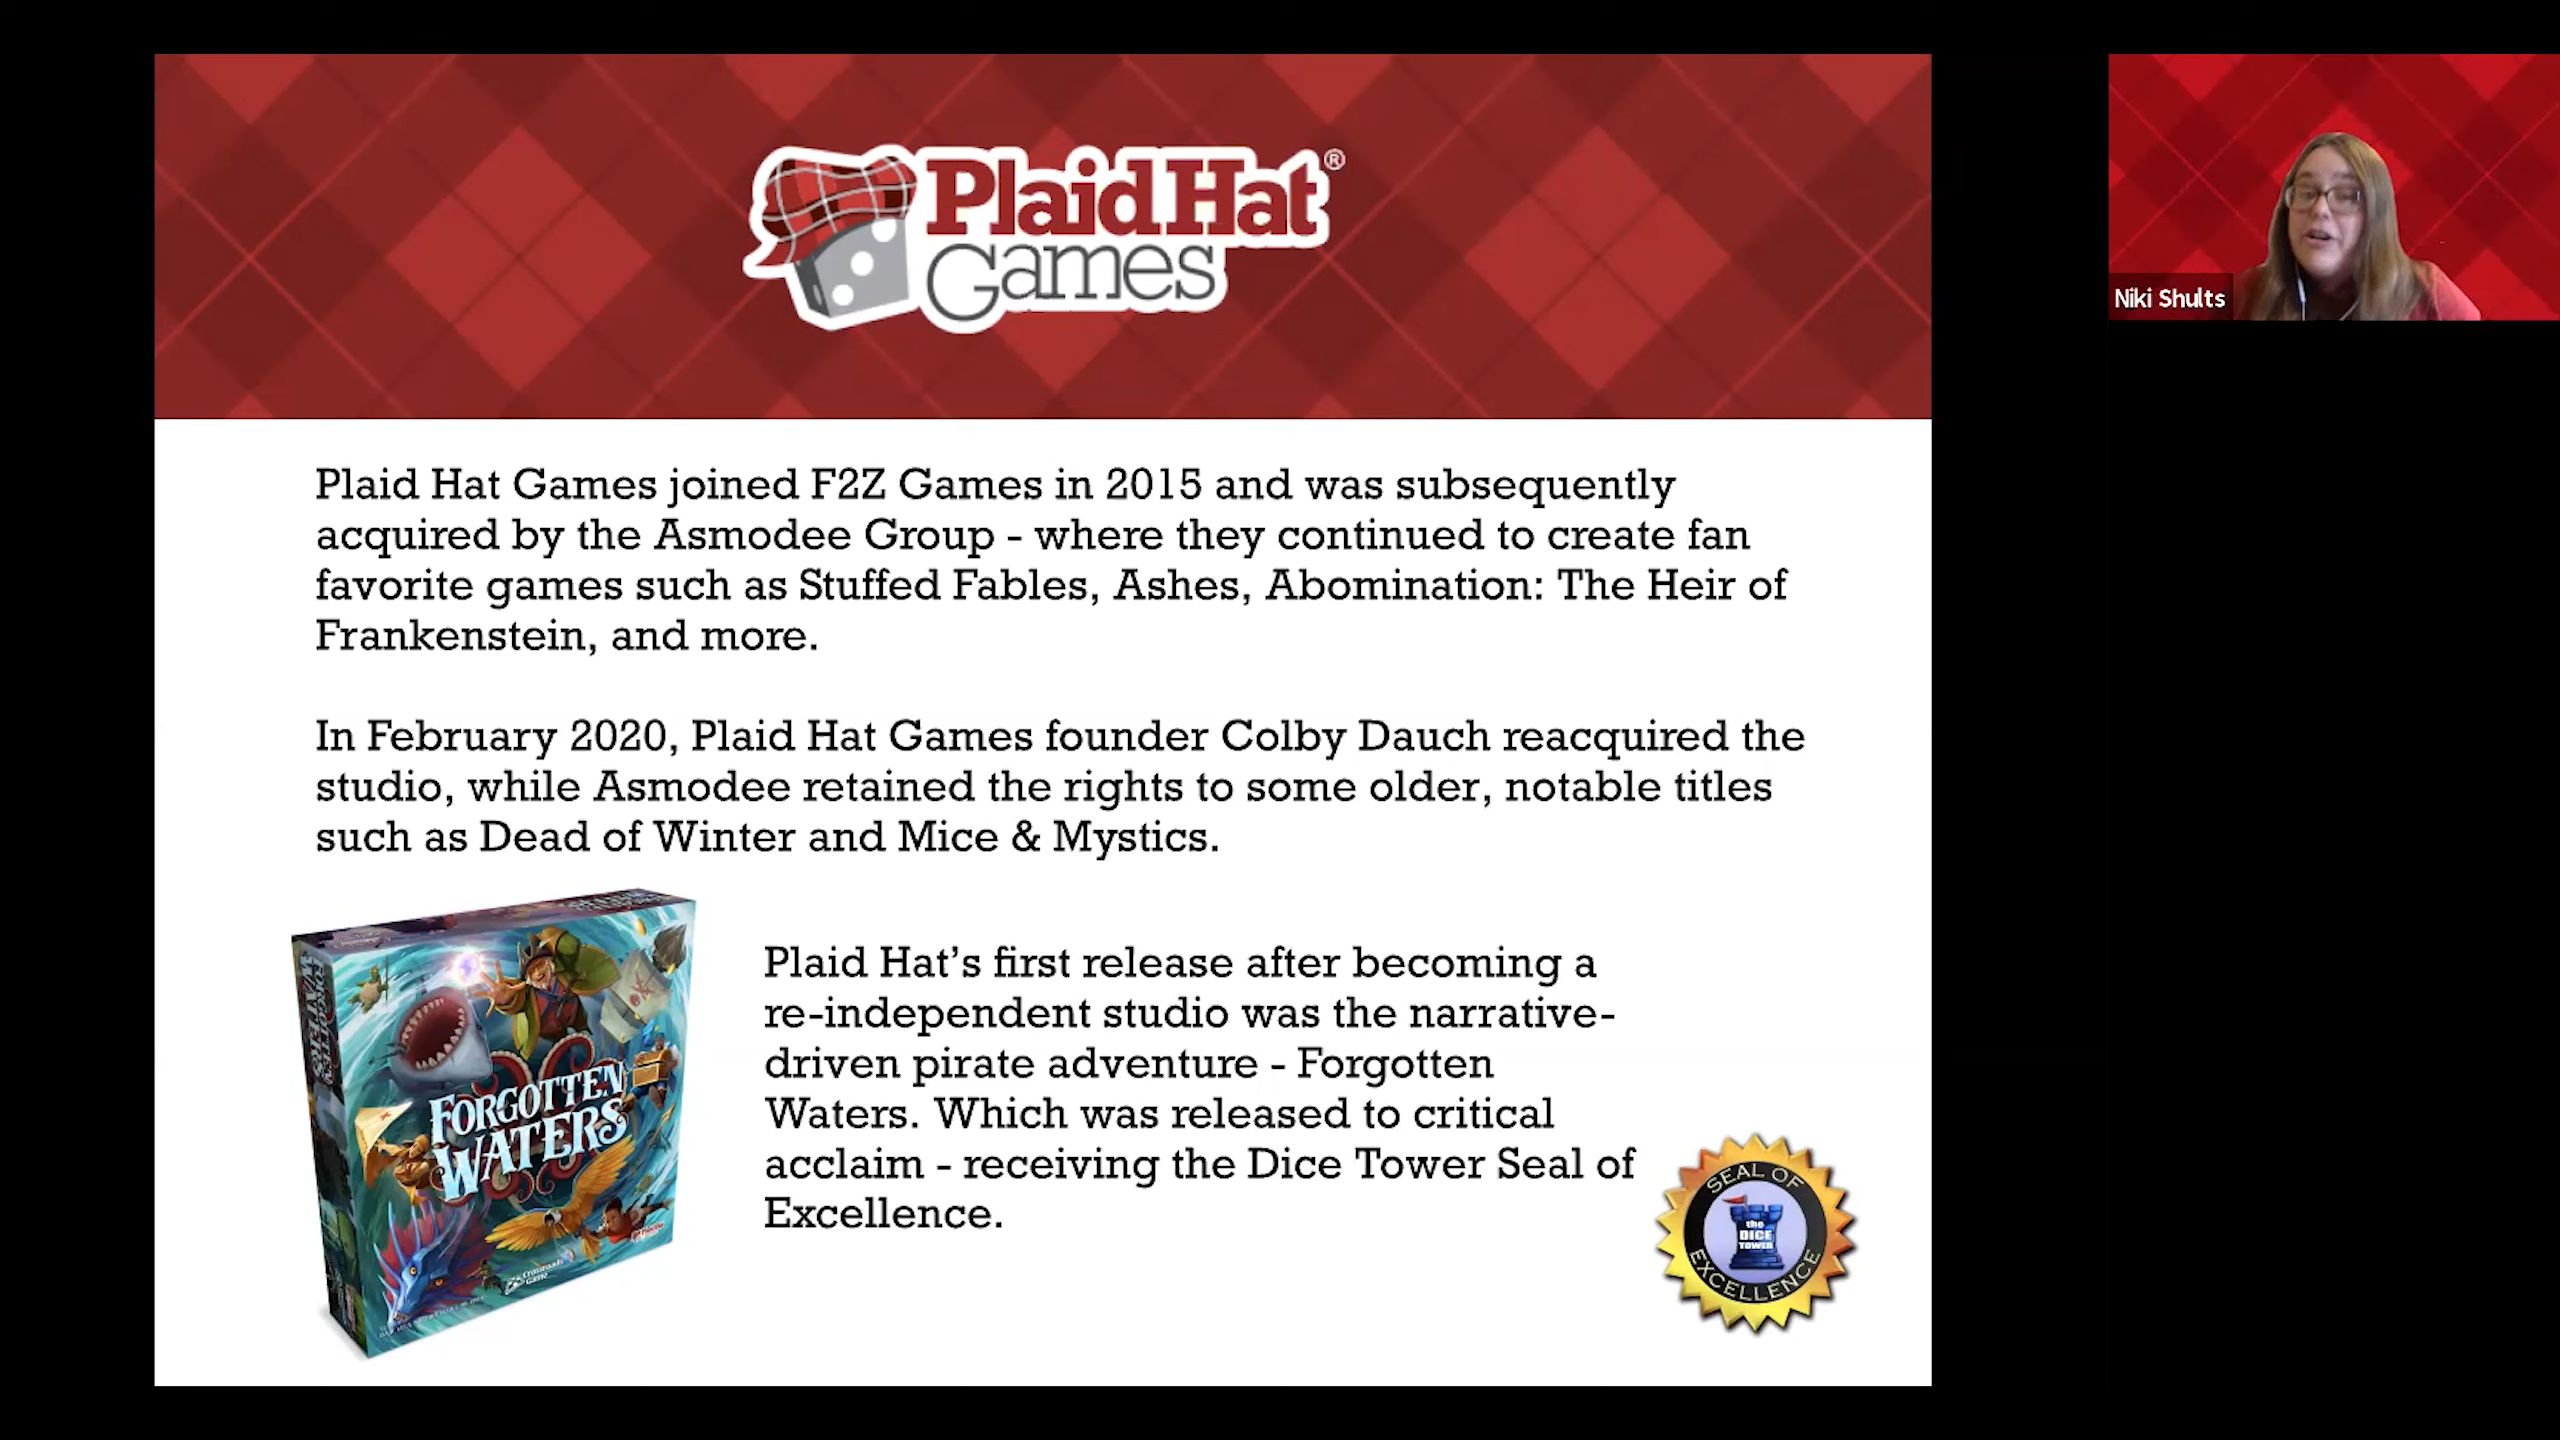 PlaidHat®
Games
Niki Shults
Plaid Hat Games joined F2Z Games in 2015 and was subsequently
acquired by the Asmodee Group - where they continued to create fan
favorite games such as Stuffed Fables, Ashes, Abomination: The Heir of
Frankenstein, and more.
In February 2020, Plaid Hat Games founder Colby Dauch reacquired the
studio, while Asmodee retained the rights to some older, notable titles
such as Dead of Winter and Mice & Mystics.
FORGOTTEN
WATERS
Crossroads
Game
Plaid Hat’s first release after becoming a
re-independent studio was the narrative-
driven pirate adventure - Forgotten
Waters. Which was released to critical
acclaim - receiving the Dice Tower Seal of
Excellence.
SEAL OF
the
DICE
TOWER
EXCELLENCE